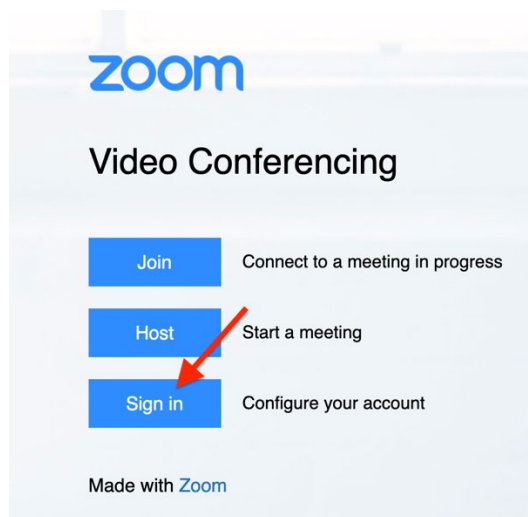 zoom
Video Conferencing
Join Connect to a meeting in progress
Host Start a meeting
Sign in Configure your account
Made with Zoom